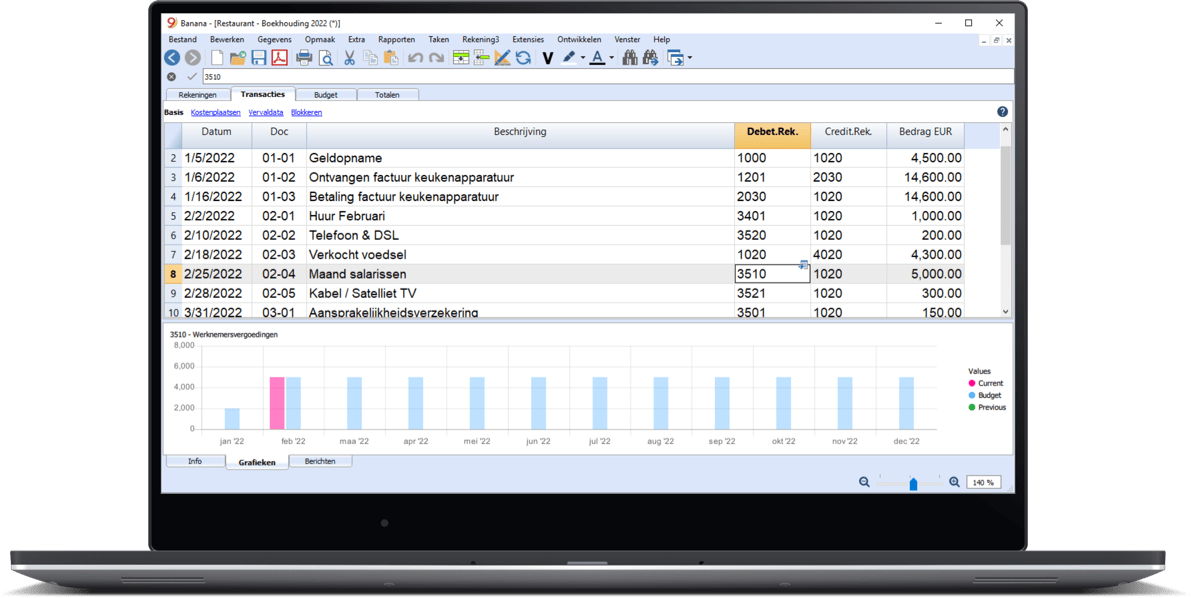 Banana - [Restaurant - Boekhouding 2022 (*)]
Bestand Bewerken Gegevens Opmaak Extra Rapporten Taken Rekening3 Extensies Ontwikkelen Venster Help
V A
3510
Rekeningen Transacties Budget Totalen
Basis Kostenplaatsen Vervaldata Blokkeren ?
Datum Doc Beschrijving Debet.Rek. Credit.Rek. Bedrag EUR
2 1/5/2022 01-01 Geldopname 1000 1020 4,500.00
3 1/6/2022 01-02 Ontvangen factuur keukenapparatuur 1201 2030 14,600.00
4 1/16/2022 01-03 Betaling factuur keukenapparatuur 2030 1020 14,600.00
5 2/2/2022 02-01 Huur Februari 3401 1020 1,000.00
6 2/10/2022 02-02 Telefoon & DSL 3520 1020 200.00
7 2/18/2022 02-03 Verkocht voedsel 1020 4020 4,300.00
8 2/25/2022 02-04 Maand salarissen 3510 1020 5,000.00
9 2/28/2022 02-05 Kabel / Satelliet TV 3521 1020 300.00
10 3/31/2022 03-01 Aansprakelijkheidsverzekering 3501 1020 150.00
3510 - Werknemersvergoedingen
8,000
6,000
4,000
2,000
0
Values
Current
Budget
Previous
jan '22 feb '22 maa '22 apr '22 mei '22 jun '22 jul '22 aug '22 sep '22 okt '22 nov '22 dec '22
Info Grafieken Berichten
140 %